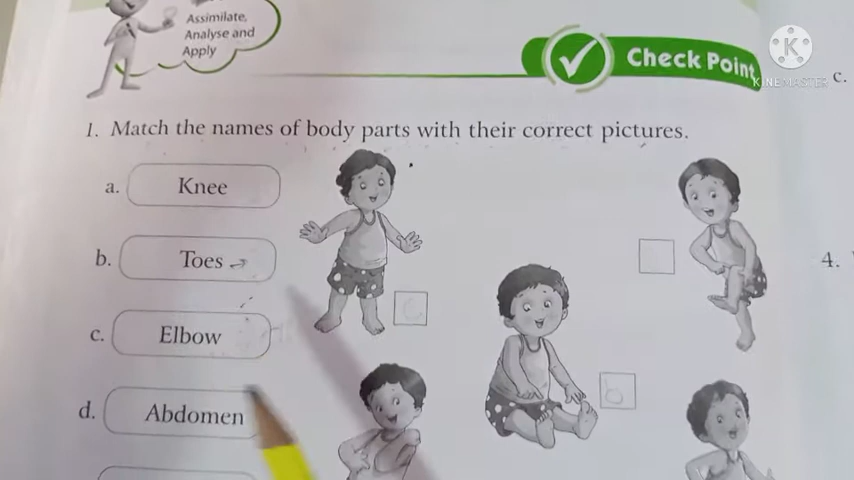 Assimilate,
Analyse and
Apply
Check Point
KINEMASTER
c.
1. Match the names of body parts with their correct pictures.
a. Knee
b. Toes
4.
c. Elbow
b
d. Abdomen